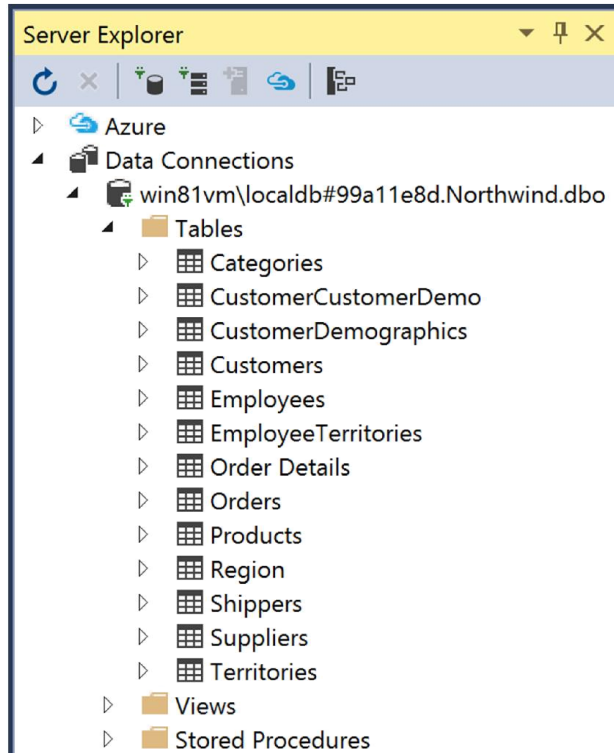 Server Explorer
Azure
Data Connections
win81vm\localdb#99a11e8d.Northwind.dbo
Tables
Categories
CustomerCustomerDemo
CustomerDemographics
Customers
Employees
EmployeeTerritories
Order Details
Orders
Products
Region
Shippers
Suppliers
Territories
Views
Stored Procedures